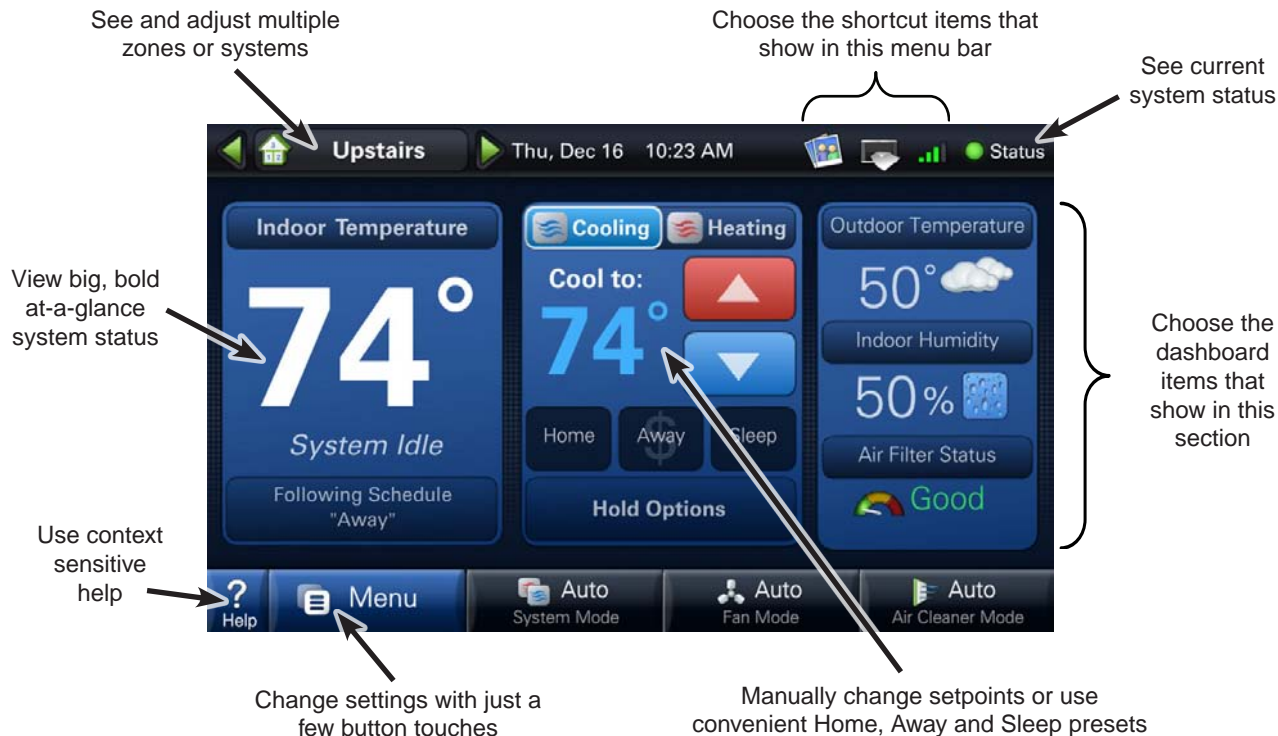 See and adjust multiple
zones or systems
Choose the shortcut items that
show in this menu bar
See current
system status
Upstairs
Thu, Dec 16 10:23 AM
Status
Indoor Temperature
74°
System Idle
Following Schedule
"Away"
Cooling
Heating
Cool to:
74°
Home
Away
$
Sleep
Hold Options
Outdoor Temperature
50°
Indoor Humidity
50%
Air Filter Status
Good
View big, bold
at-a-glance
system status
Choose the
dashboard
items that
show in this
section
Use context
sensitive
help
?
Help
Menu
Auto
System Mode
Auto
Fan Mode
Auto
Air Cleaner Mode
Change settings with just a
few button touches
Manually change setpoints or use
convenient Home, Away and Sleep presets